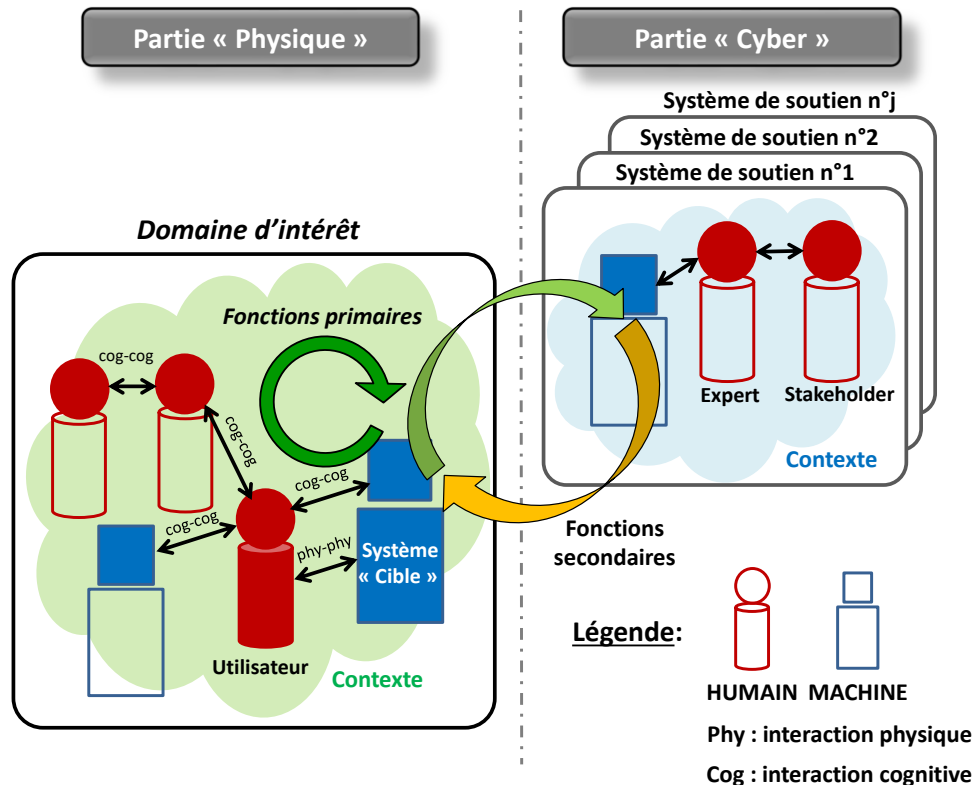 Partie « Physique »
Partie « Cyber »
Système de soutien n°j
Système de soutien n°2
Système de soutien n°1
Domaine d’intérêt
Fonctions primaires
cog-cog
cog-cog
cog-cog
cog-cog
phy-phy
Système
« Cible »
Utilisateur
Contexte
Expert
Stakeholder
Contexte
Fonctions
secondaires
Légende:
HUMAIN
MACHINE
Phy : interaction physique
Cog : interaction cognitive